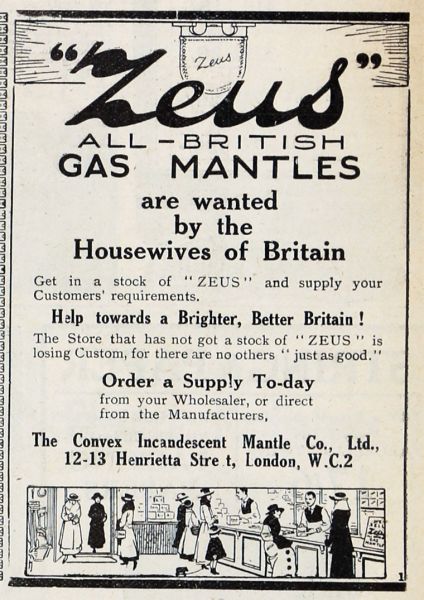 Zeus
"Zeus"
ALL-BRITISH
GAS MANTLES
are wanted
by the
Housewives of Britain
Get in a stock of "ZEUS" and supply your
Customers' requirements.
Help towards a Brighter, Better Britain!
The Store that has not got a stock of "ZEUS" is
losing Custom, for there are no others "just as good."
Order a Supply To-day
from your Wholesaler, or direct
from the Manufacturers,
The Convex Incandescent Mantle Co., Ltd.,
12-13 Henrietta Stre t, London, W.C.2